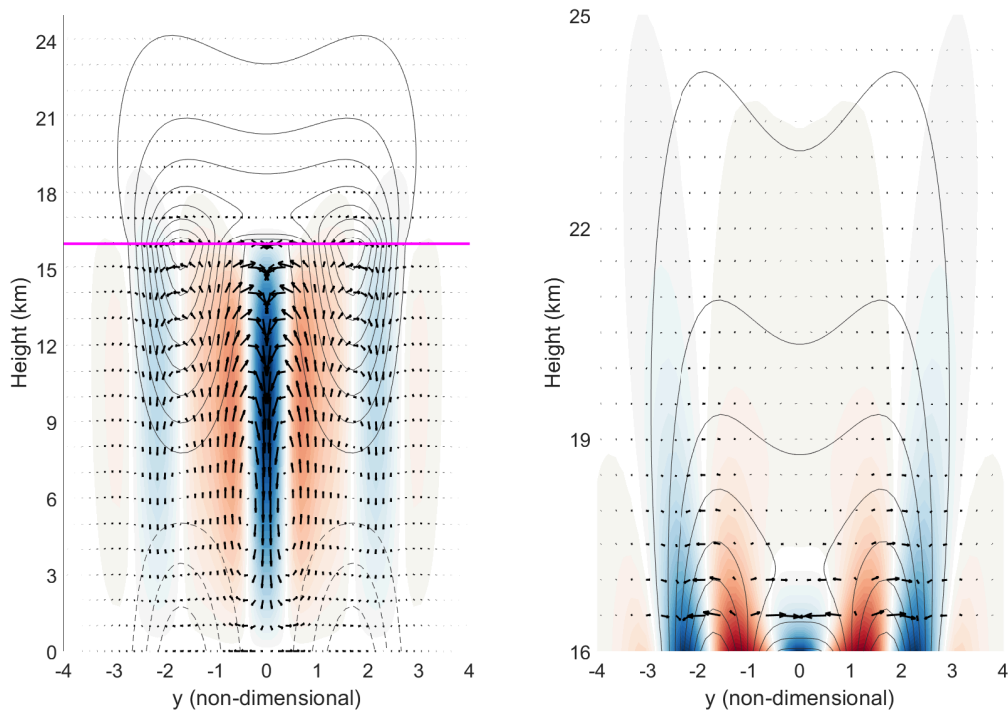 24
21
18
15
12
9
6
3
0
Height (km)
-4 -3 -2 -1 0 1 2 3 4
y (non-dimensional)
25
22
19
16
Height (km)
-4 -3 -2 -1 0 1 2 3 4
y (non-dimensional)